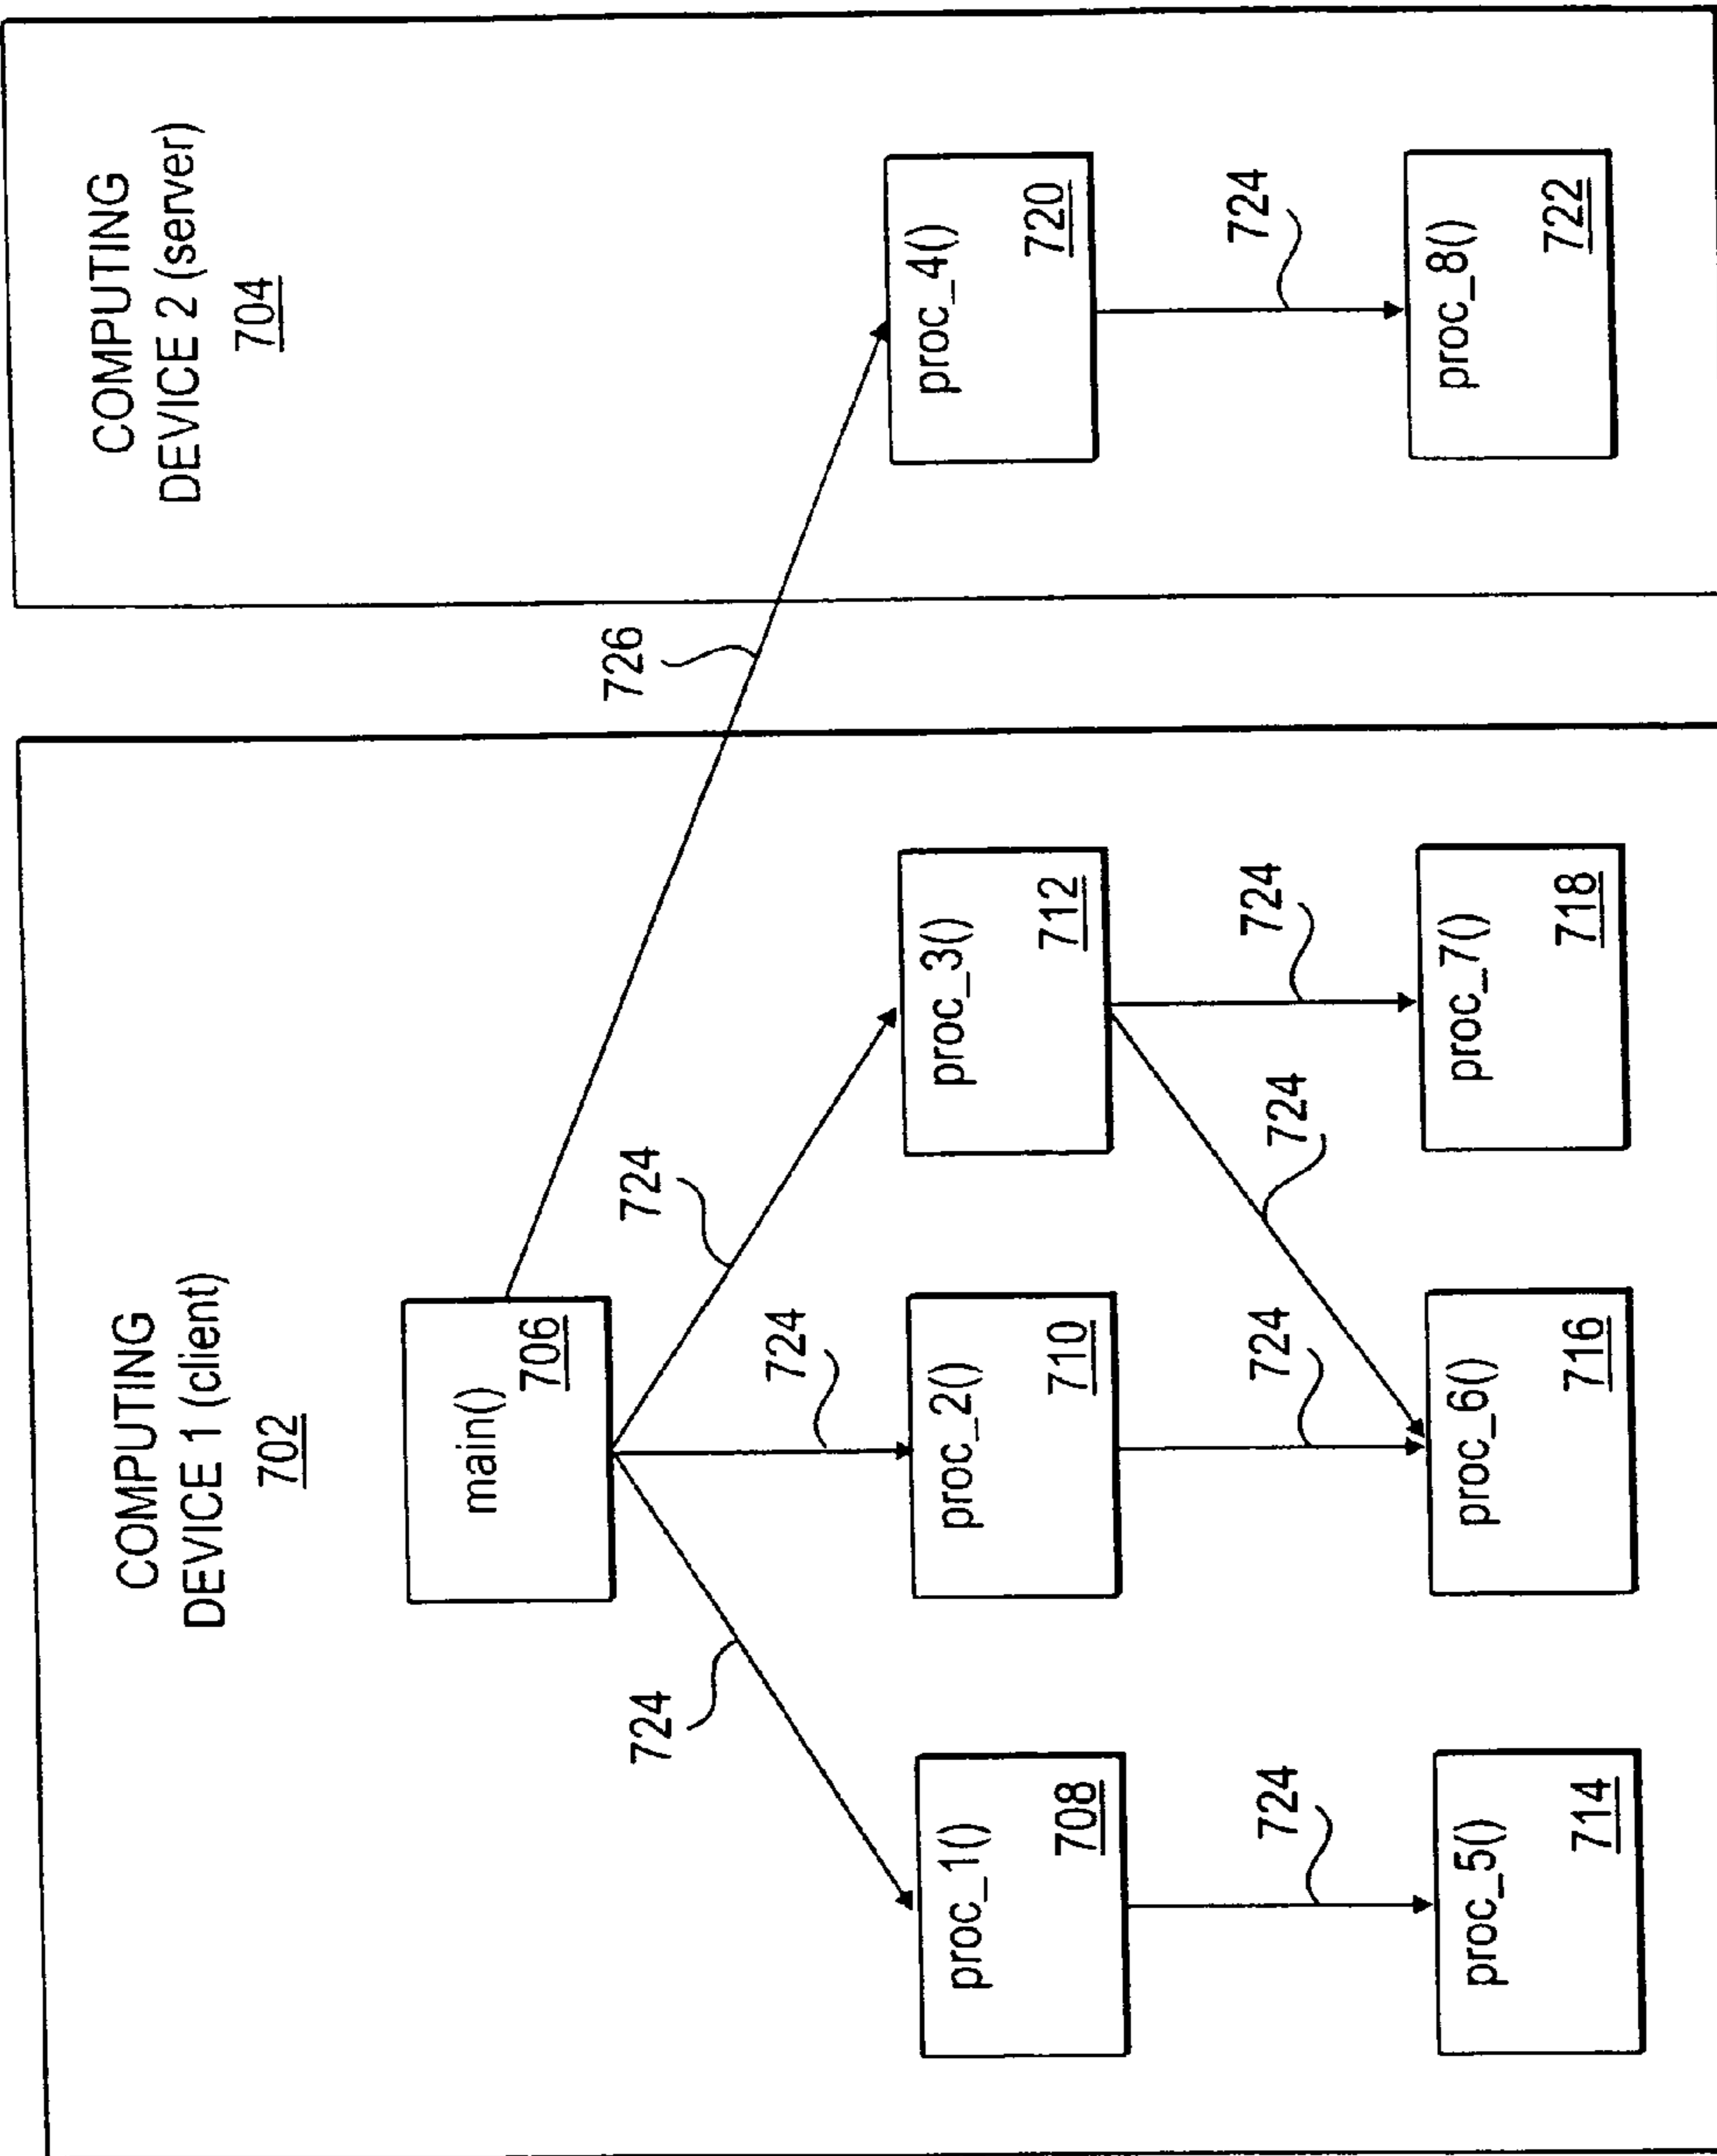 COMPUTING
DEVICE 1 (client)
702
main()
706
724
724
724
proc_1()
708
proc_2()
710
proc_3()
712
724
724
724
724
proc_5()
714
proc_6()
716
proc_7()
718
726
COMPUTING
DEVICE 2 (server)
704
proc_4()
720
724
proc_8()
722